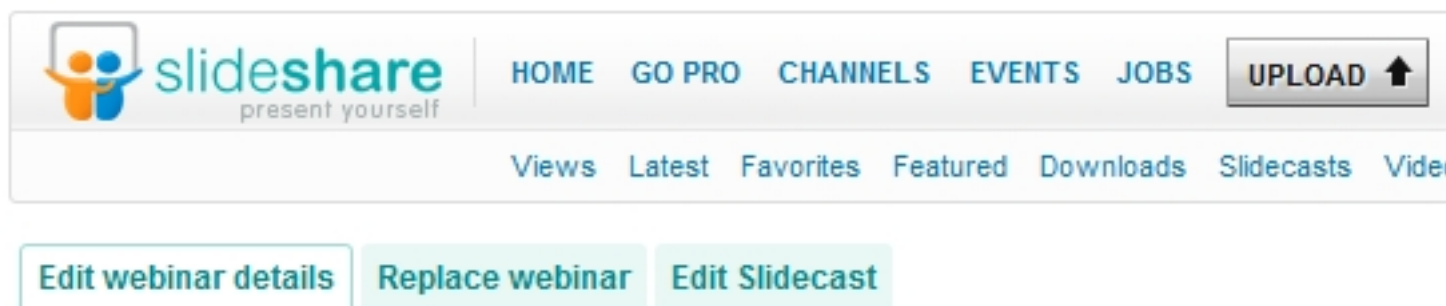 slideshare HOME GO PRO CHANNELS EVENTS JOBS UPLOAD
present yourself
Views Latest Favorites Featured Downloads Slidecasts
Edit webinar details Replace webinar Edit Slidecast